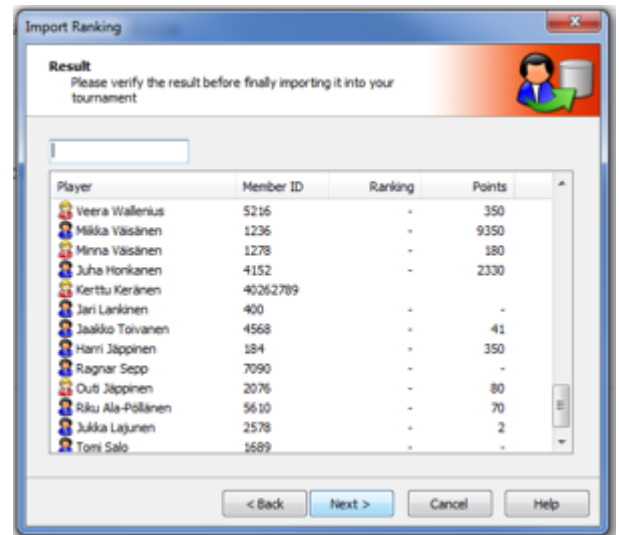 Import Ranking
Result
Please verify the result before finally importing it into your
tournament
Player Member ID Ranking Points
Veera Wallenius 5216 - 350
Miikka Väisänen 1236 - 9350
Minna Väisänen 1278 - 180
Juha Honkanen 4152 - 2330
Kerttu Keränen 40262789
Jari Lankinen 400 - -
Jaakko Toivanen 4568 - 41
Harri Jäppinen 184 - 350
Ragnar Sepp 7090 - -
Outi Jäppinen 2076 - 80
Riku Ala-Pöllänen 5610 - 70
Jukka Lajunen 2578 - 2
Tomi Salo 1689 - -
< Back Next > Cancel Help